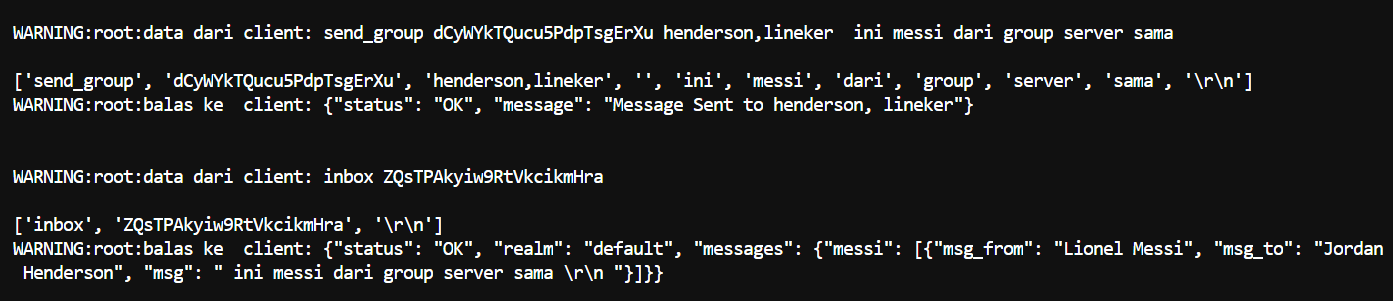 WARNING:root:data dari client: send_group dCyWYkTQucu5PdpTsgErXu henderson,lineker  ini messi dari group server sama
['send_group', 'dCyWYkTQucu5PdpTsgErXu', 'henderson,lineker', '', 'ini', 'messi', 'dari', 'group', 'server', 'sama', '\r\n']
WARNING:root:balas ke  client: {"status": "OK", "message": "Message Sent to henderson, lineker"}
WARNING:root:data dari client: inbox ZQsTPAkyiw9RtVkcikmHra
['inbox', 'ZQsTPAkyiw9RtVkcikmHra', '\r\n']
WARNING:root:balas ke  client: {"status": "OK", "realm": "default", "messages": {"messi": [{"msg_from": "Lionel Messi", "msg_to": "Jordan
Henderson", "msg": " ini messi dari group server sama \r\n "}]}}